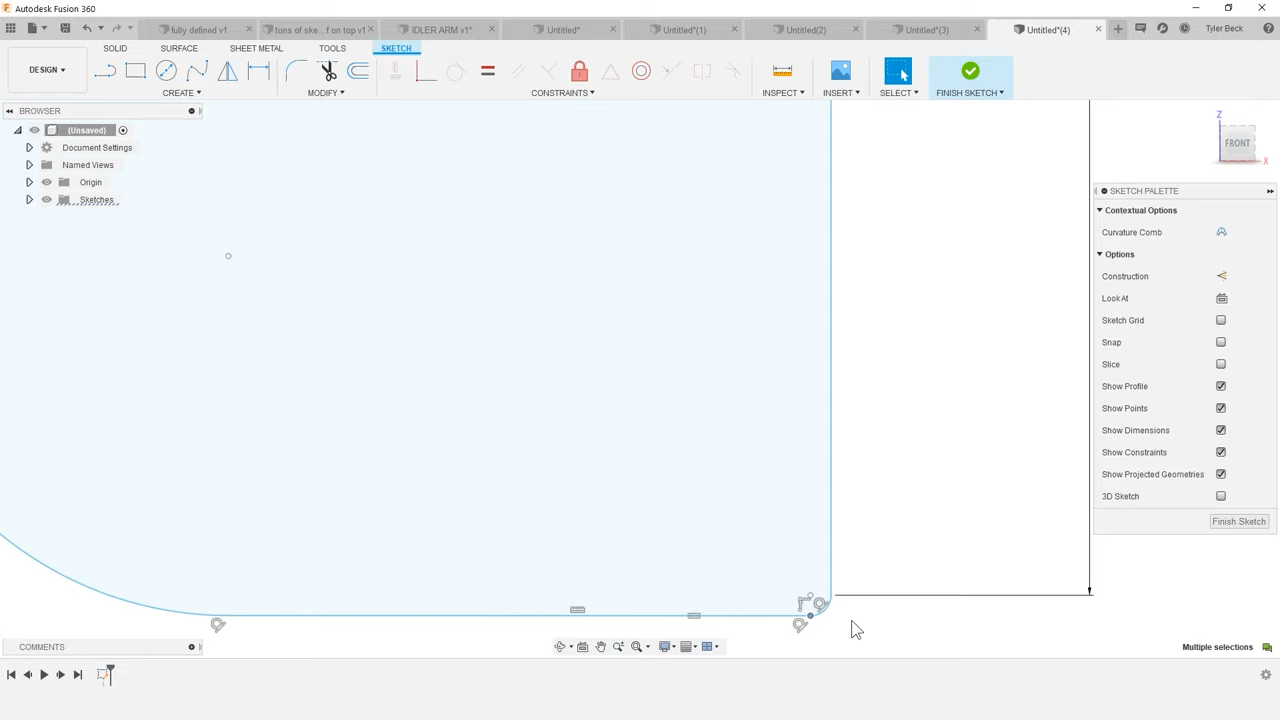 Autodesk Fusion 360
fully defined v1
tons of ske...f on top v1*
IDLER ARM v1*
Untitled*
Untitled*(1)
Untitled(2)
Untitled*(3)
Untitled*(4)
Tyler Beck
SOLID
SURFACE
SHEET METAL
TOOLS
SKETCH
DESIGN
CREATE
MODIFY
CONSTRAINTS
INSPECT
INSERT
SELECT
FINISH SKETCH
BROWSER
(Unsaved)
Document Settings
Named Views
Origin
Sketches
Z
FRONT
X
SKETCH PALETTE
Contextual Options
Curvature Comb
Options
Construction
Look At
Sketch Grid
Snap
Slice
Show Profile
Show Points
Show Dimensions
Show Constraints
Show Projected Geometries
3D Sketch
Finish Sketch
COMMENTS
Multiple selections